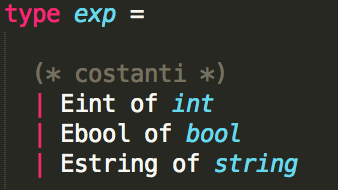 type exp =
(* costanti *)
| Eint of int
| Ebool of bool
| Estring of string